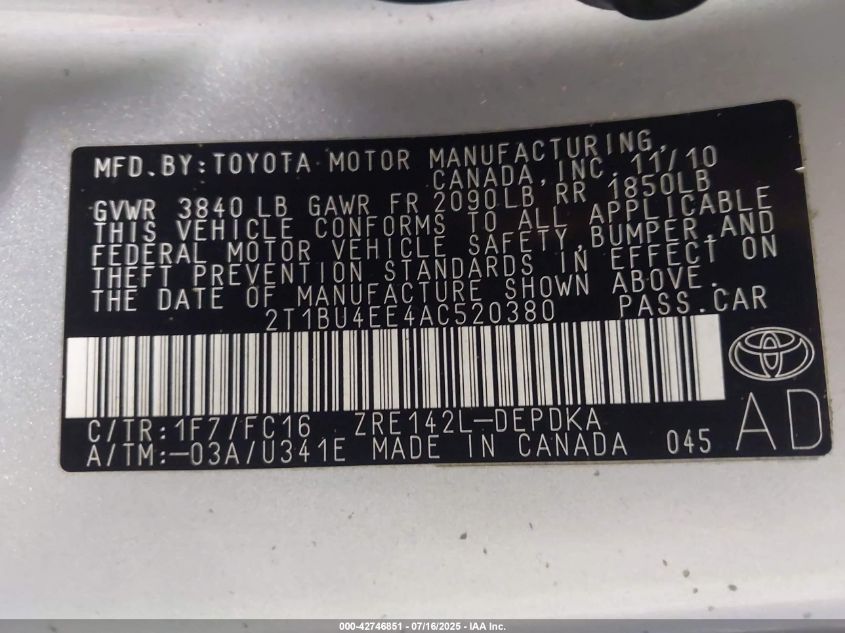 MFD.BY:TOYOTA MOTOR MANUFACTURING,
CANADA,INC. 11/10
GVWR 3840 LB GAWR FR 2090LB RR 1850LB
THIS VEHICLE CONFORMS TO ALL APPLICABLE
FEDERAL MOTOR VEHICLE SAFETY,BUMPER,AND
THEFT PREVENTION STANDARDS IN EFFECT ON
THE DATE OF MANUFACTURE SHOWN ABOVE.
2T1BU4EE4AC520380 PASS.CAR
C/TR:1F7/FC16 ZRE142L-DEPDKA
A/TM:-03A/U341E MADE IN CANADA 045
AD
000-42746851 - 07/16/2025 - IAA Inc.